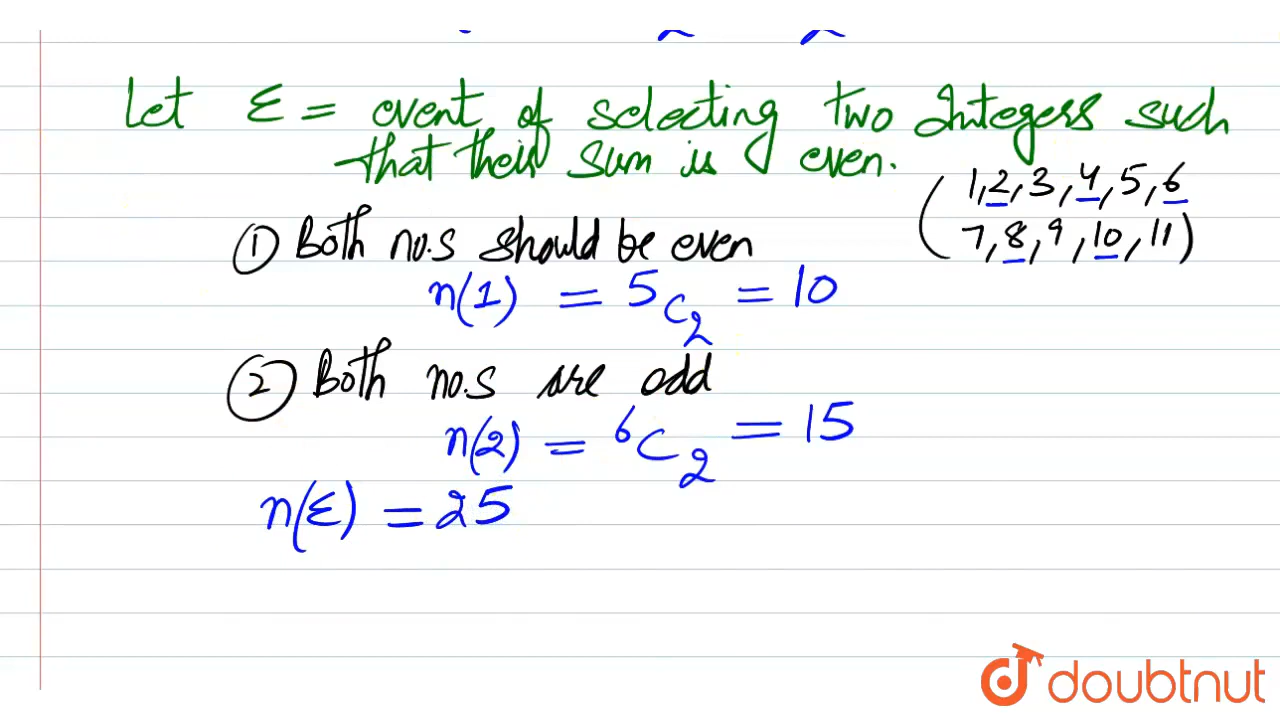 Let ε = event of selecting two Integers such
that their sum is even.
(1,2,3,4,5,6
7,8,9,10,11)
① Both no.s should be even
n(1) = 5C2 = 10
② Both no.s are odd
n(2) = 6C2 = 15
n(ε) = 25
doubtnut